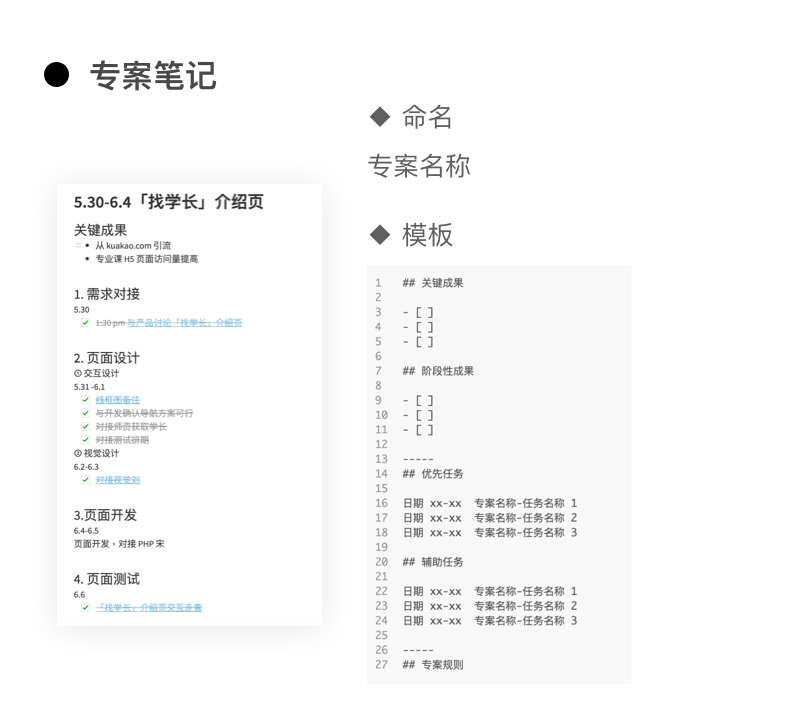 ● 专案笔记
5.30-6.4「找学长」介绍页
关键成果
• 从 kuakao.com 引流
• 专业课 H5 页面访问量提高
1. 需求对接
5.30
1:30 pm 与产品讨论「找学长」介绍页
2. 页面设计
① 交互设计
5.31 -6.1
线框图备注
与开发确认导航方案可行
对接师资获取学长
对接测试排期
② 视觉设计
6.2-6.3
对接视觉刘
3.页面开发
6.4-6.5
页面开发，对接 PHP 宋
4. 页面测试
6.6
「找学长」介绍页交互走查
◆ 命名
专案名称
◆ 模板
1 ## 关键成果
2
3 - [ ]
4 - [ ]
5 - [ ]
6
7 ## 阶段性成果
8
9 - [ ]
10 - [ ]
11 - [ ]
12
13 -----
14 ## 优先任务
15
16 日期 xx-xx 专案名称-任务名称 1
17 日期 xx-xx 专案名称-任务名称 2
18 日期 xx-xx 专案名称-任务名称 3
19
20 ## 辅助任务
21
22 日期 xx-xx 专案名称-任务名称 1
23 日期 xx-xx 专案名称-任务名称 2
24 日期 xx-xx 专案名称-任务名称 3
25
26 -----
27 ## 专案规则